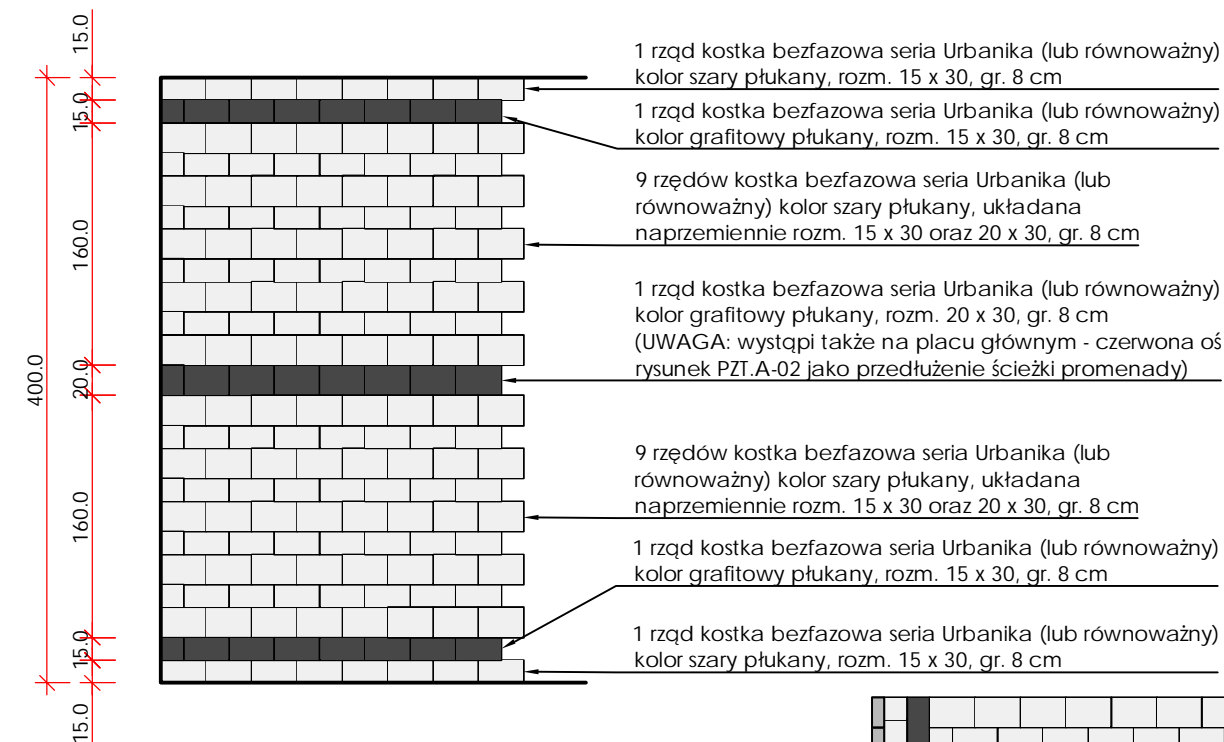 15.0
1 rząd kostka bezfazowa seria Urbanika (lub równoważny)
kolor szary płukany, rozm. 15 x 30, gr. 8 cm
15.0
1 rząd kostka bezfazowa seria Urbanika (lub równoważny)
kolor grafitowy płukany, rozm. 15 x 30, gr. 8 cm
160.0
9 rzędów kostka bezfazowa seria Urbanika (lub
równoważny) kolor szary płukany, układana
naprzemiennie rozm. 15 x 30 oraz 20 x 30, gr. 8 cm
400.0
20.0
1 rząd kostka bezfazowa seria Urbanika (lub równoważny)
kolor grafitowy płukany, rozm. 20 x 30, gr. 8 cm
(UWAGA: wystąpi także na placu głównym - czerwona oś
rysunek PZT.A-02 jako przedłużenie ścieżki promenady)
160.0
9 rzędów kostka bezfazowa seria Urbanika (lub
równoważny) kolor szary płukany, układana
naprzemiennie rozm. 15 x 30 oraz 20 x 30, gr. 8 cm
15.0
1 rząd kostka bezfazowa seria Urbanika (lub równoważny)
kolor grafitowy płukany, rozm. 15 x 30, gr. 8 cm
1 rząd kostka bezfazowa seria Urbanika (lub równoważny)
kolor szary płukany, rozm. 15 x 30, gr. 8 cm
15.0